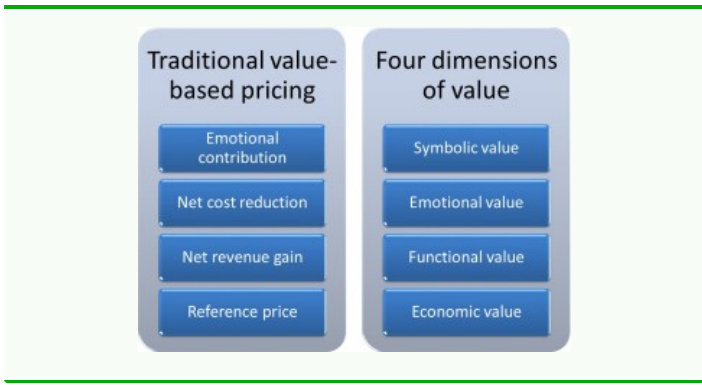 Traditional value-
based pricing
Emotional
contribution
Net cost reduction
Net revenue gain
Reference price
Four dimensions
of value
Symbolic value
Emotional value
Functional value
Economic value